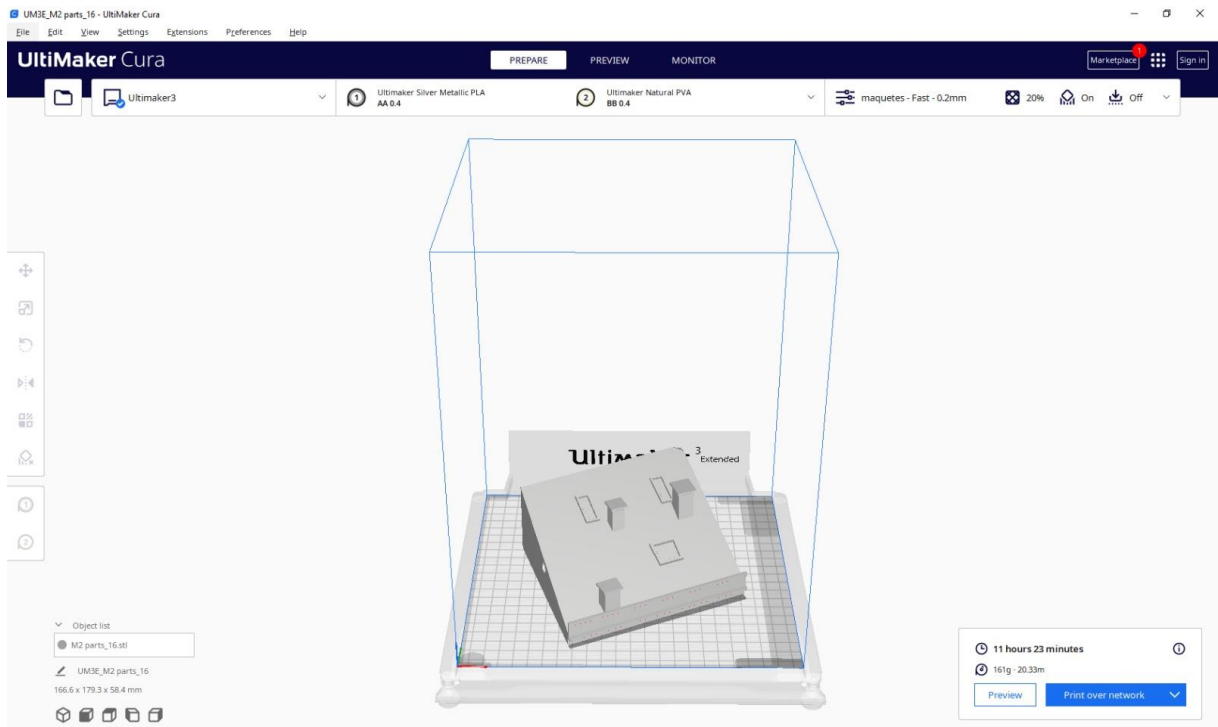 UM3E_M2 parts_16 - UltiMaker Cura
File Edit View Settings Extensions Preferences Help
UltiMaker Cura
PREPARE PREVIEW MONITOR
Marketplace 1
Sign in
Ultimaker3
1 Ultimaker Silver Metallic PLA
AA 0.4
2 Ultimaker Natural PVA
BB 0.4
maquetes - Fast - 0.2mm 20% On Off
3
Extended
1
2
Object list
M2 parts_16.stl
UM3E_M2 parts_16
166.6 x 179.3 x 58.4 mm
11 hours 23 minutes
161g · 20.33m
Preview Print over network